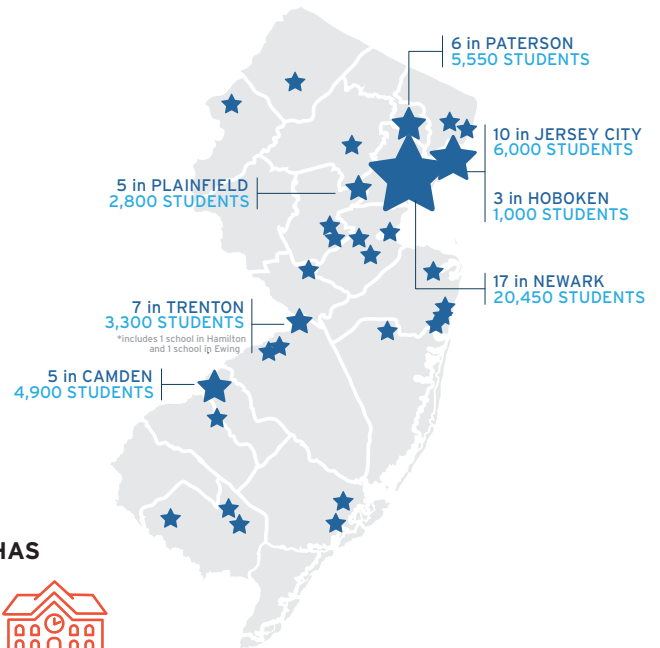 6 in PATERSON
5,550 STUDENTS
10 in JERSEY CITY
6,000 STUDENTS
5 in PLAINFIELD
2,800 STUDENTS
3 in HOBOKEN
1,000 STUDENTS
17 in NEWARK
20,450 STUDENTS
7 in TRENTON
3,300 STUDENTS
*includes 1 school in Hamilton
and 1 school in Ewing
5 in CAMDEN
4,900 STUDENTS
HAS